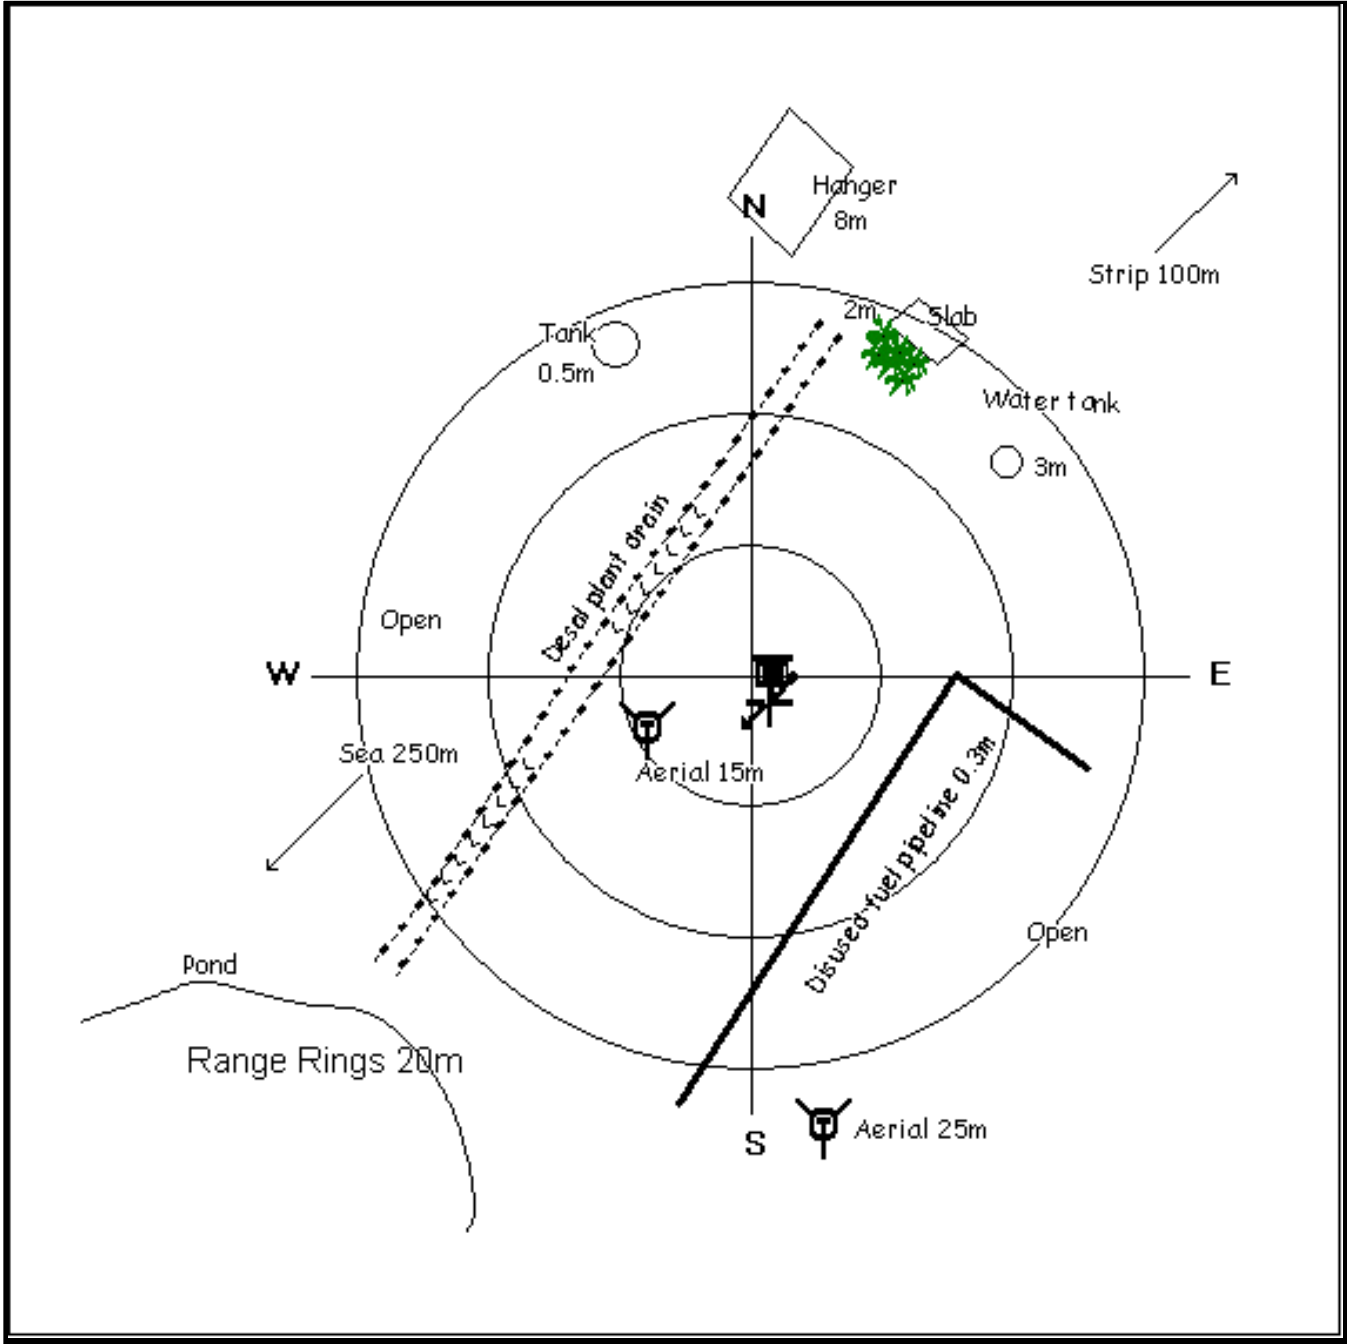 Hanger
N
8m
Strip 100m
2m
Slab
Tank
0.5m
Water tank
3m
Desal plant drain
Open
W
E
Sea 250m
Aerial 15m
Disused fuel pipeline 0.3m
Open
Pond
Range Rings 20m
S
Aerial 25m